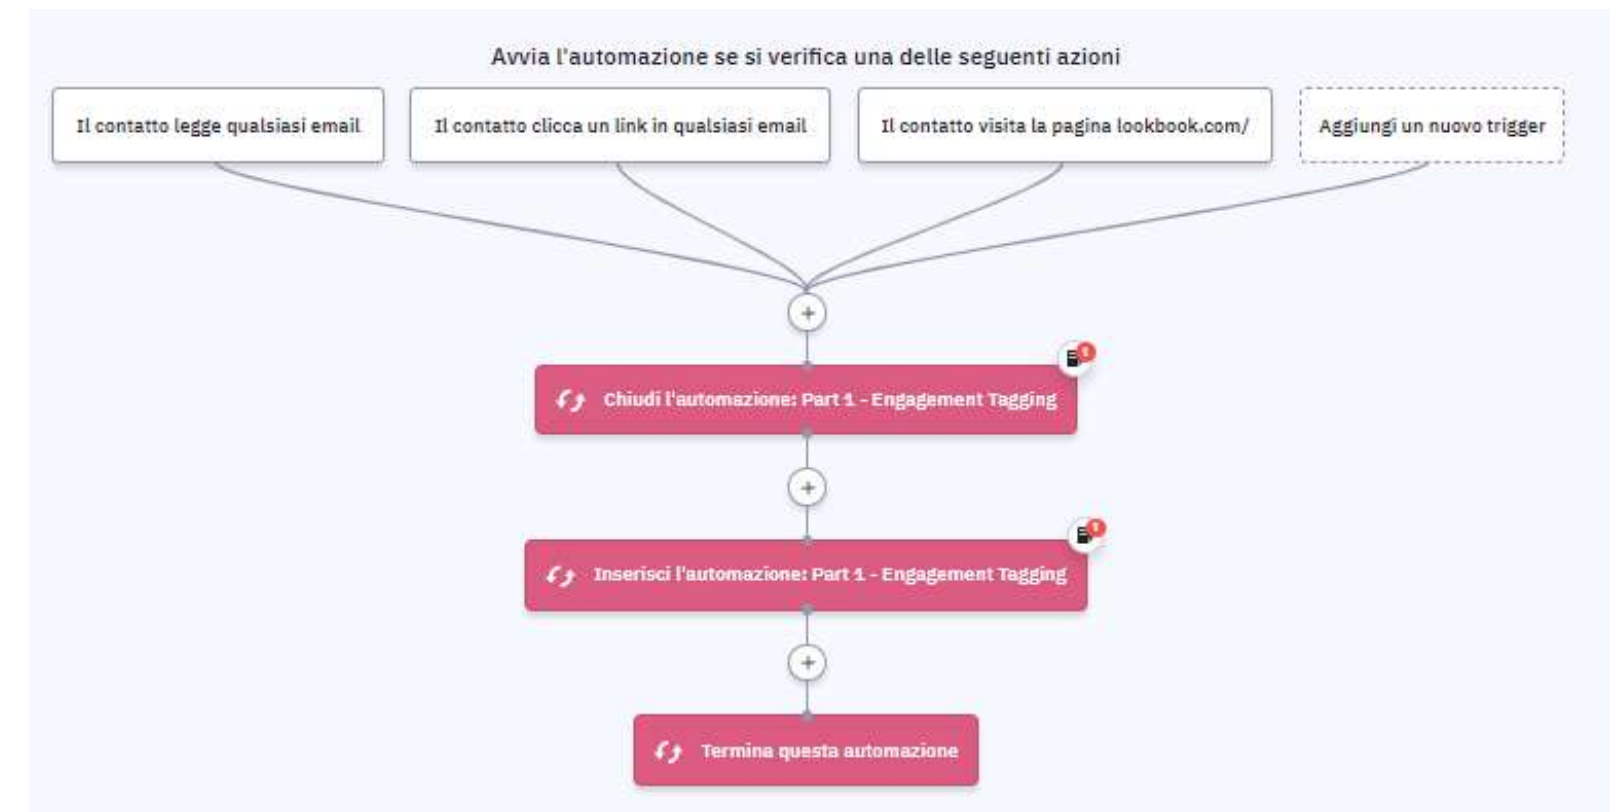 Avvia l'automazione se si verifica una delle seguenti azioni
Il contatto legge qualsiasi email
Il contatto clicca un link in qualsiasi email
Il contatto visita la pagina lookbook.com/
Aggiungi un nuovo trigger
+
1
Chiudi l'automazione: Part 1 - Engagement Tagging
+
1
Inserisci l'automazione: Part 1 - Engagement Tagging
+
Termina questa automazione